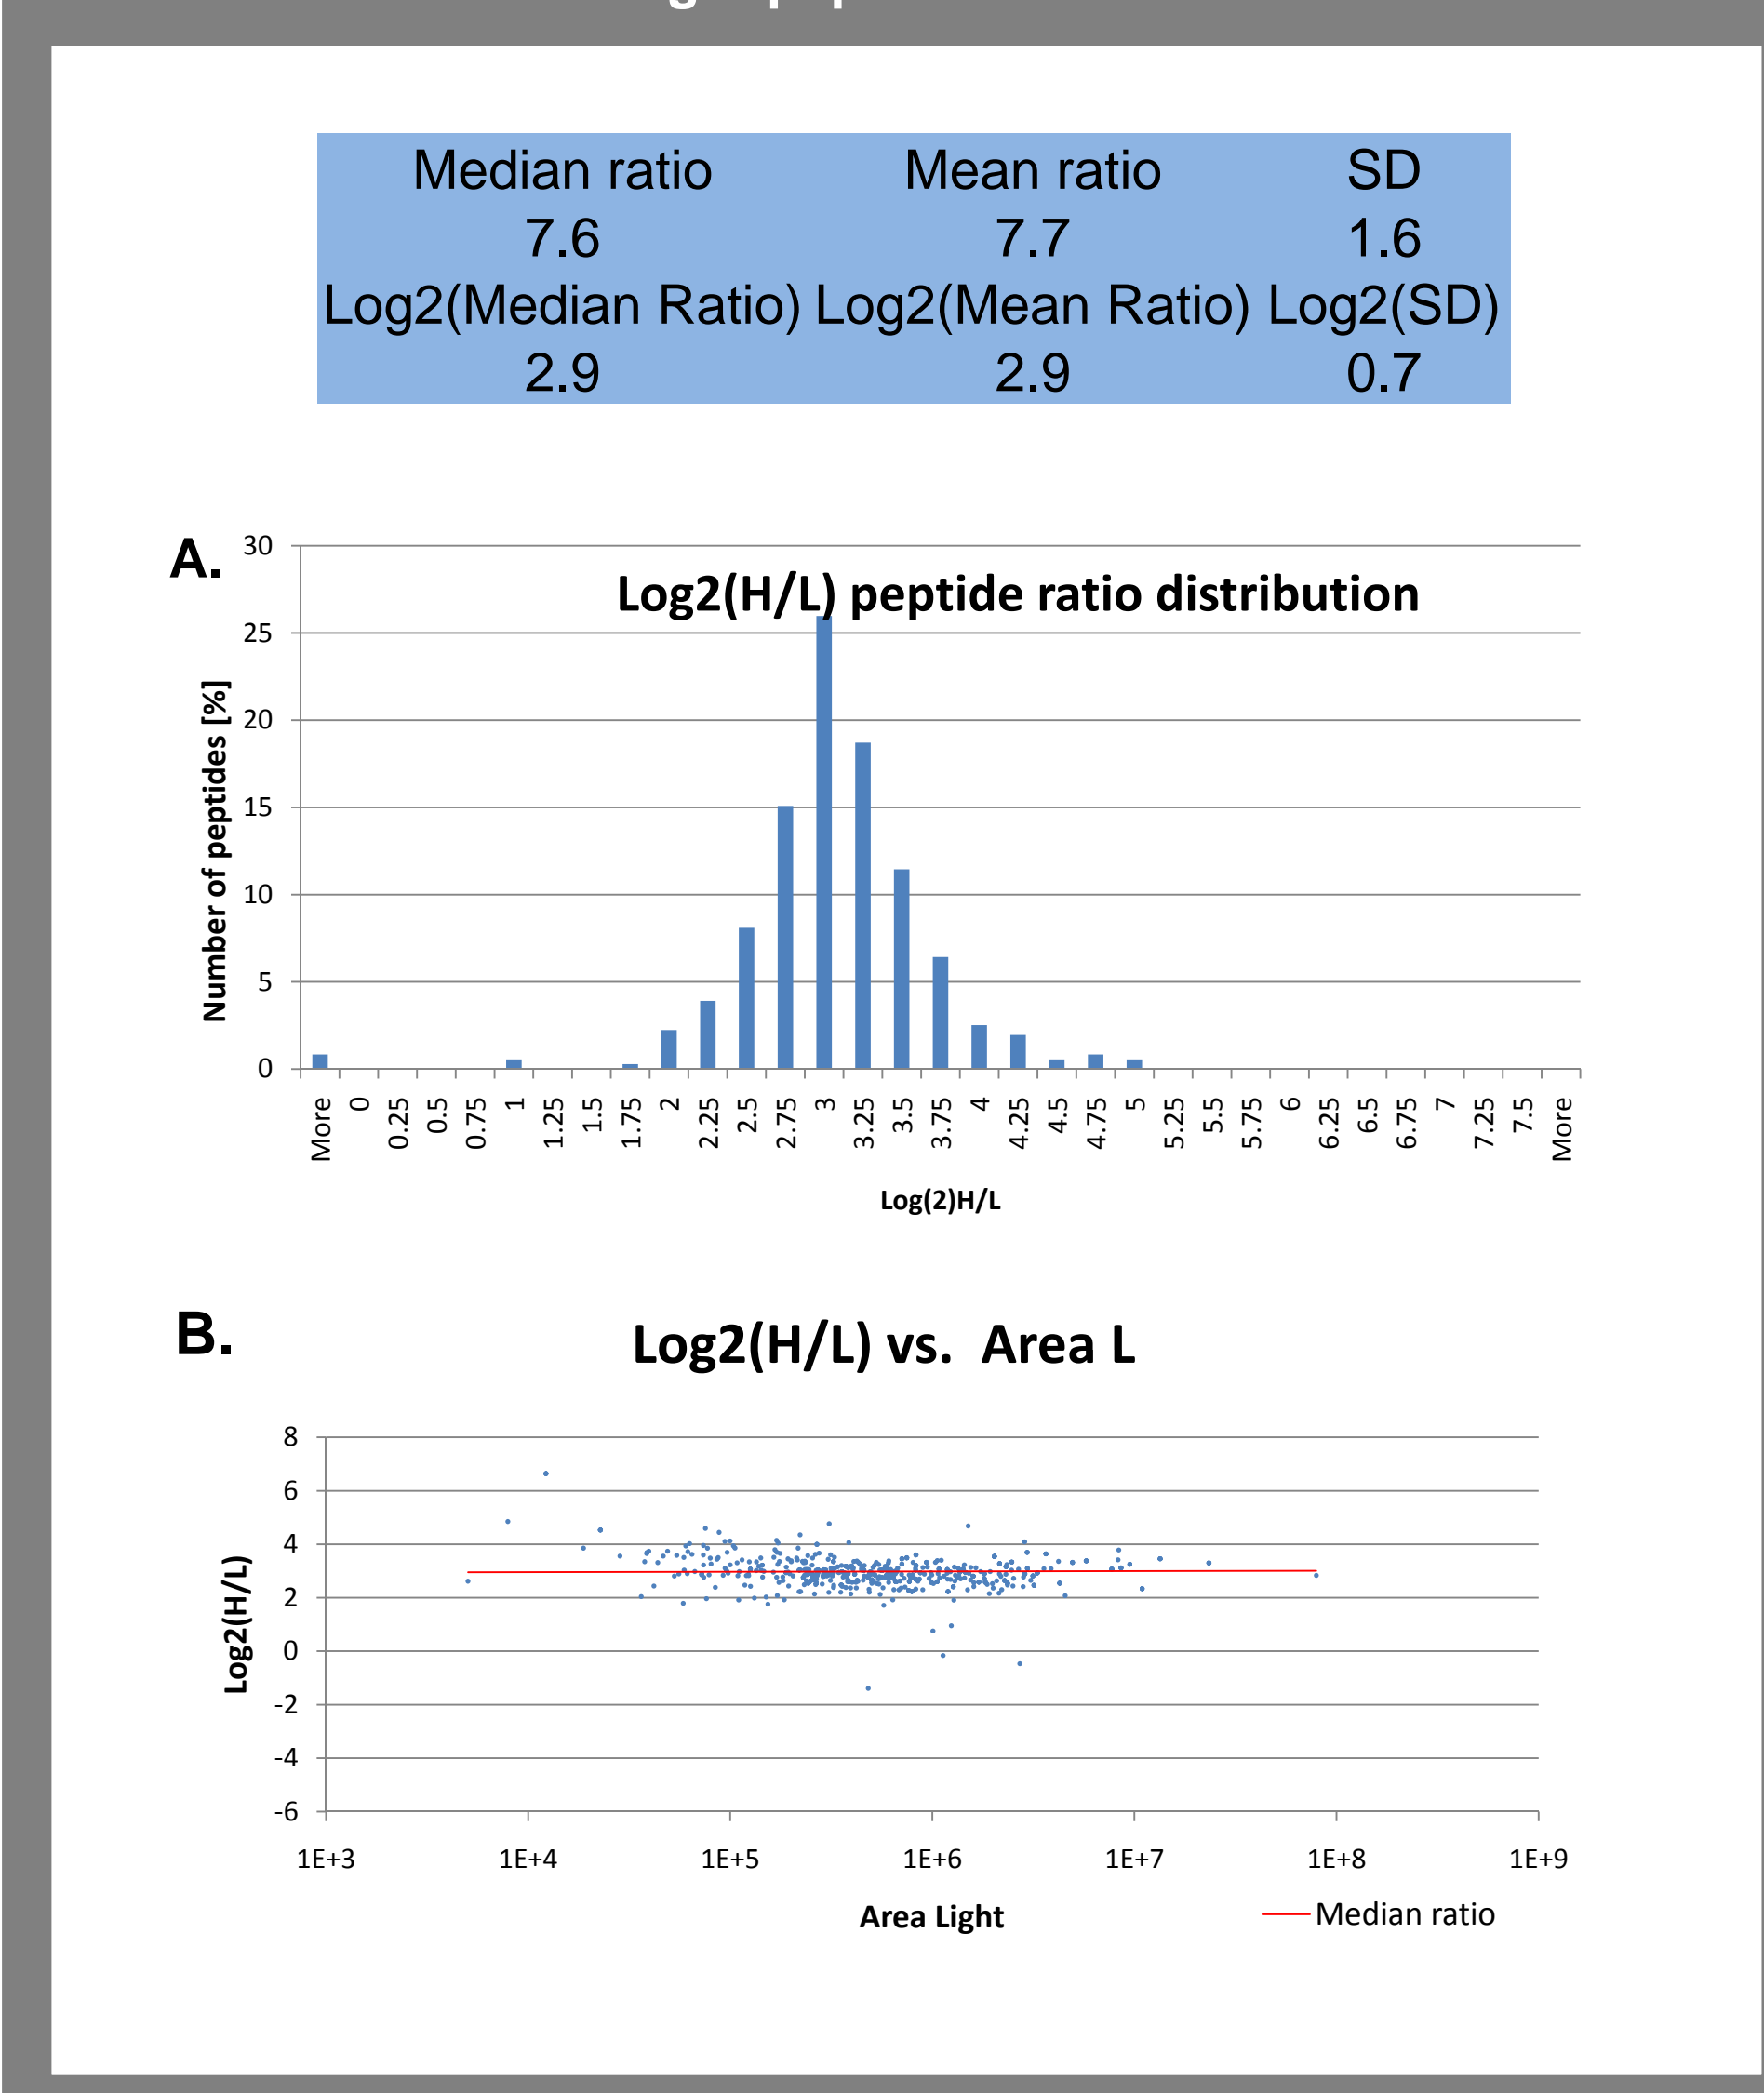 Median ratio Mean ratio SD
7.6 7.7 1.6
Log2(Median Ratio) Log2(Mean Ratio) Log2(SD)
2.9 2.9 0.7
A.
Log2(H/L) peptide ratio distribution
Number of peptides [%]
30
25
20
15
10
5
0
More 0 0.25 0.5 0.75 1 1.25 1.5 1.75 2 2.25 2.5 2.75 3 3.25 3.5 3.75 4 4.25 4.5 4.75 5 5.25 5.5 5.75 6 6.25 6.5 6.75 7 7.25 7.5 More
Log(2)H/L
B.
Log2(H/L) vs. Area L
Log2(H/L)
8
6
4
2
0
-2
-4
-6
1E+3 1E+4 1E+5 1E+6 1E+7 1E+8 1E+9
Area Light
Median ratio